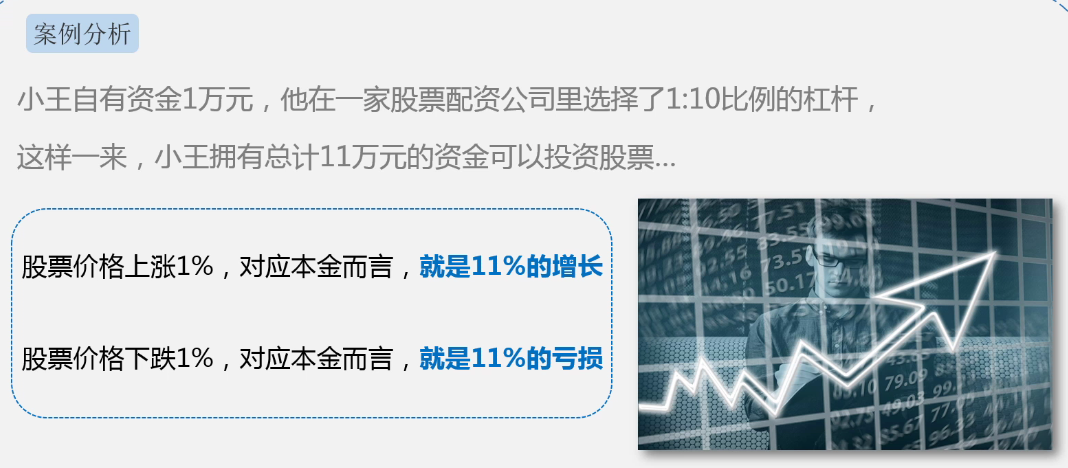 案例分析
小王自有资金1万元，他在一家股票配资公司里选择了1:10比例的杠杆，
这样一来，小王拥有总计11万元的资金可以投资股票...
股票价格上涨1%，对应本金而言，就是11%的增长
股票价格下跌1%，对应本金而言，就是11%的亏损